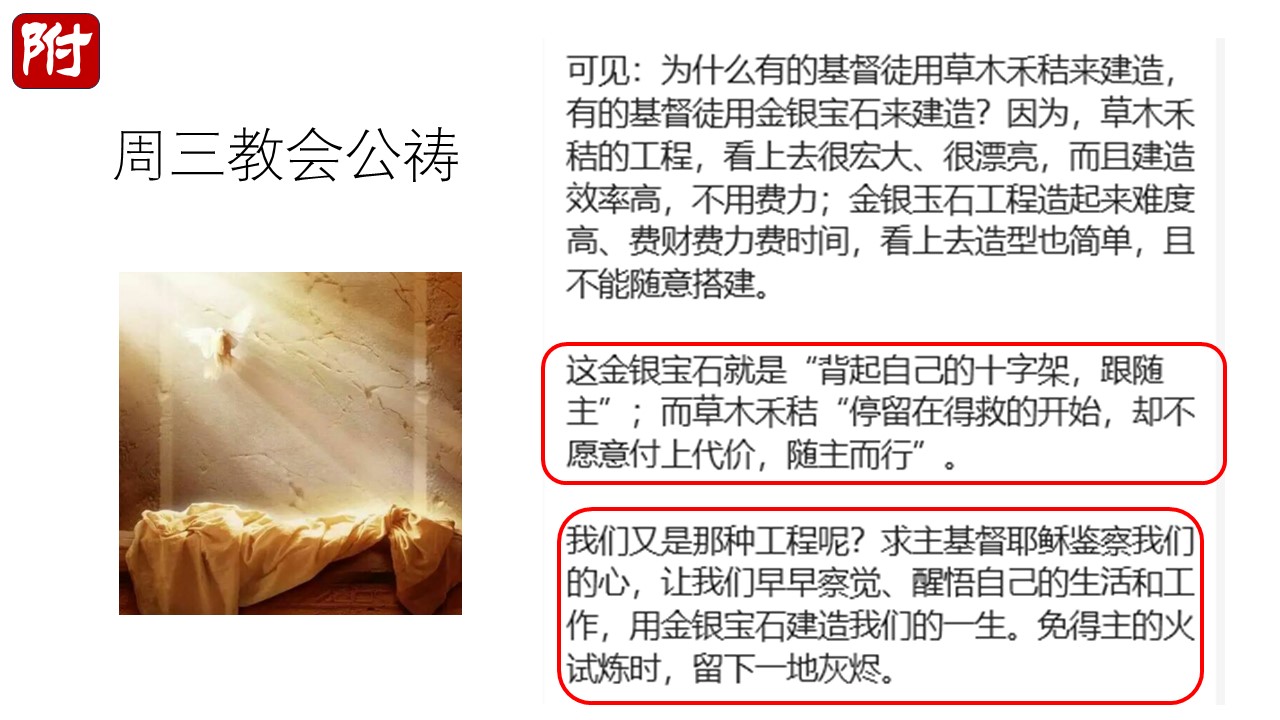 附
周三教会公祷
可见：为什么有的基督徒用草木禾秸来建造，
有的基督徒用金银宝石来建造？因为，草木禾
秸的工程，看上去很宏大、很漂亮，而且建造
效率高，不用费力；金银玉石工程造起来难度
高、费财费力费时间，看上去造型也简单，且
不能随意搭建。
这金银宝石就是“背起自己的十字架，跟随
主”；而草木禾秸“停留在得救的开始，却不
愿意付上代价，随主而行”。
我们又是那种工程呢？求主基督耶稣鉴察我们
的心，让我们早早察觉、醒悟自己的生活和工
作，用金银宝石建造我们的一生。免得主的火
试炼时，留下一地灰烬。